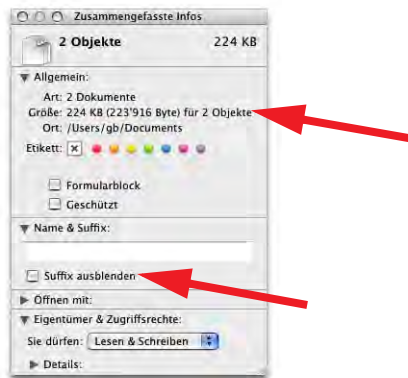 Zusammengefasste Infos
2 Objekte 224 KB
Allgemein:
Art: 2 Dokumente
Größe: 224 KB (223'916 Byte) für 2 Objekte
Ort: /Users/gb/Documents
Etikett:
Formularblock
Geschützt
Name & Suffix:
Suffix ausblenden
Öffnen mit:
Eigentümer & Zugriffsrechte:
Sie dürfen: Lesen & Schreiben
Details: